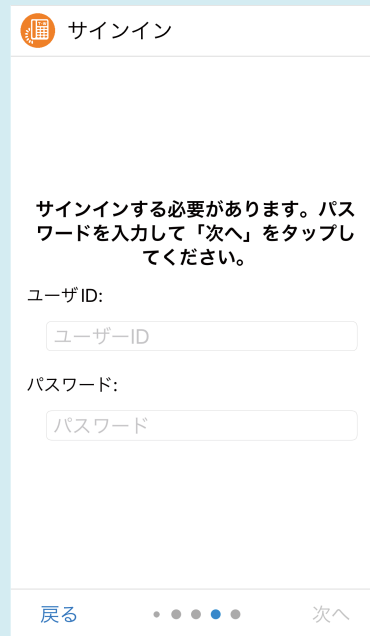 サインイン
サインインする必要があります。パス
ワードを入力して「次へ」をタップし
てください。
ユーザID:
ユーザーID
パスワード:
パスワード
戻る
次へ